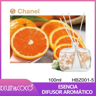 Chanel
100ml
HBZ001-5
ESENCIA
DIFUSOR AROMÁTICO